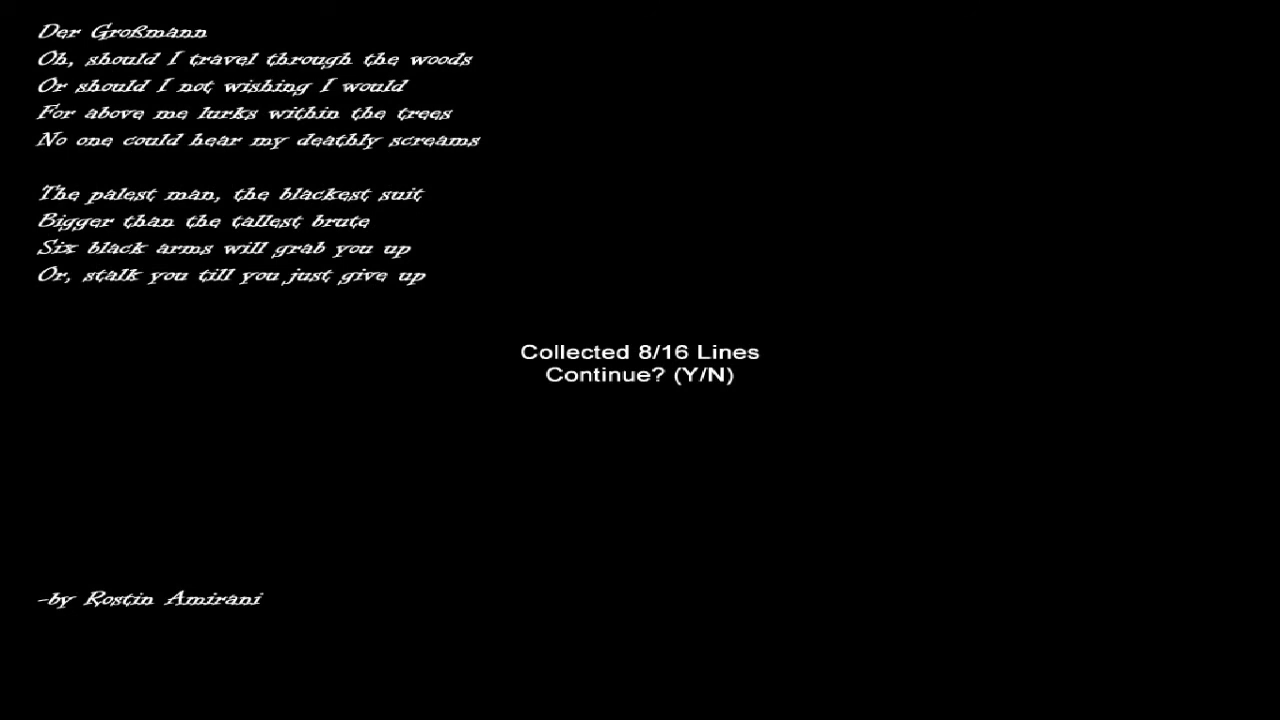 Der Großmann
Oh, should I travel through the woods
Or should I not wishing I would
For above me lurks within the trees
No one could hear my deathly screams
The palest man, the blackest suit
Bigger than the tallest brute
Six black arms will grab you up
Or, stalk you till you just give up
Collected 8/16 Lines
Continue? (Y/N)
-by Rostin Amirani